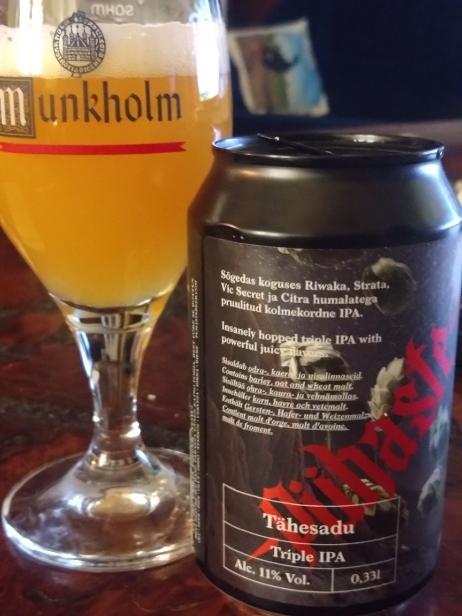 Munkholm
Sõgedas koguses Riwaka, Strata,
Vic Secret ja Citra humalatega
pruulitud kolmekordne IPA.
Insanely hopped triple IPA with
powerful juicy
Sisaldab odra-, kaera- ja nisulinnaseid.
Contains barley, oat and wheat malt.
Sisältää ohra-, kaura- ja vehnämallas.
Innehåller korn, havre och vetemalt.
Enthält Gersten-, Hafer- und Weizenmalz.
Contient malt d'orge, malt d'avoine,
malt de froment.
Pühaste
Tähesadu
Triple IPA
Alc. 11% Vol.
0,33l